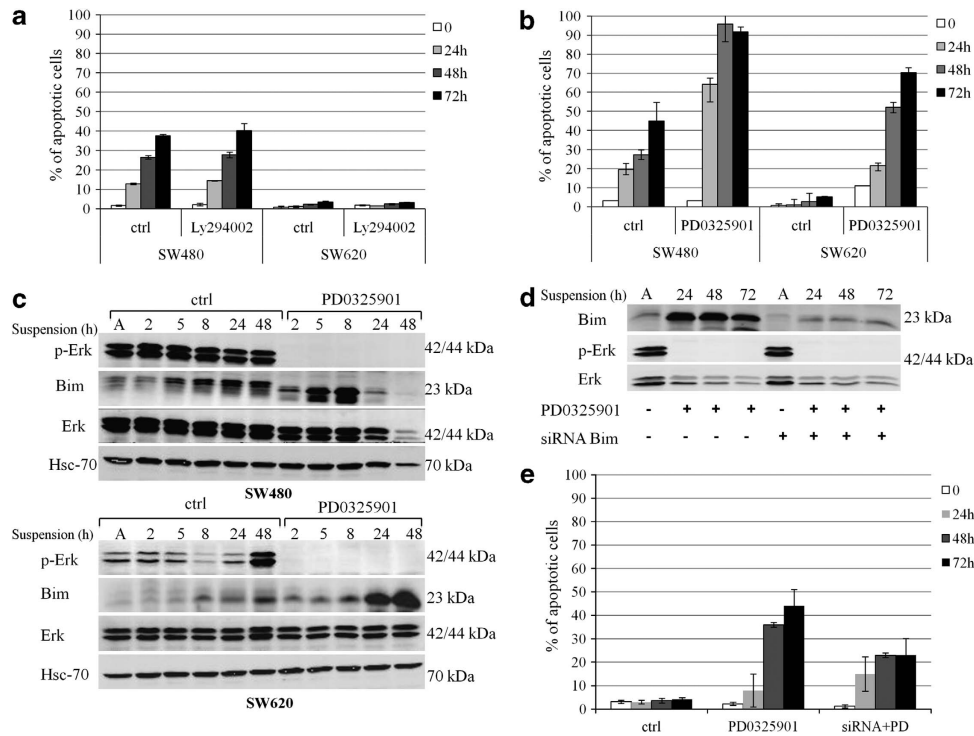 a
% of apoptotic cells
100
90
80
70
60
50
40
30
20
10
0
0
24h
48h
72h
ctrl
Ly294002
ctrl
Ly294002
SW480
SW620
b
% of apoptotic cells
100
90
80
70
60
50
40
30
20
10
0
0
24h
48h
72h
ctrl
PD0325901
ctrl
PD0325901
SW480
SW620
c
ctrl PD0325901
Suspension (h) A 2 5 8 24 48 2 5 8 24 48
p-Erk 42/44 kDa
Bim 23 kDa
Erk 42/44 kDa
Hsc-70 70 kDa
SW480
ctrl PD0325901
Suspension (h) A 2 5 8 24 48 2 5 8 24 48
p-Erk 42/44 kDa
Bim 23 kDa
Erk 42/44 kDa
Hsc-70 70 kDa
SW620
d
Suspension (h) A 24 48 72 A 24 48 72
Bim 23 kDa
p-Erk
42/44 kDa
Erk
PD0325901 - + + + - + + +
siRNA Bim - - - - + + + +
e
% of apoptotic cells
100
90
80
70
60
50
40
30
20
10
0
0
24h
48h
72h
ctrl
PD0325901
siRNA+PD